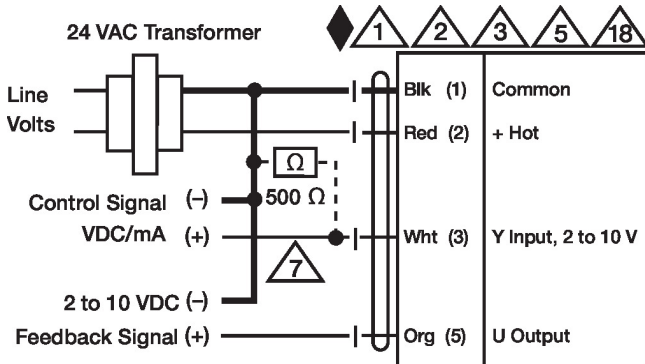 24 VAC Transformer
1 2 3 5 18
Line
Volts
Blk (1) Common
Red (2) + Hot
Ω
500 Ω
Control Signal (-)
VDC/mA (+)
Wht (3) Y Input, 2 to 10 V
7
2 to 10 VDC (-)
Feedback Signal (+)
Org (5) U Output